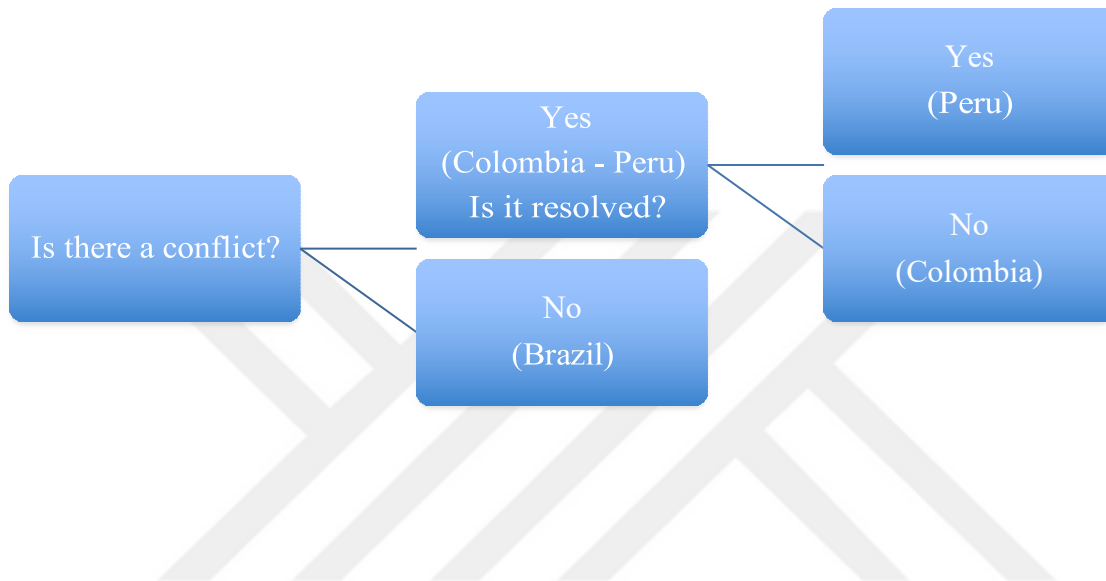 Is there a conflict?
Yes
(Colombia - Peru)
Is it resolved?
No
(Brazil)
Yes
(Peru)
No
(Colombia)